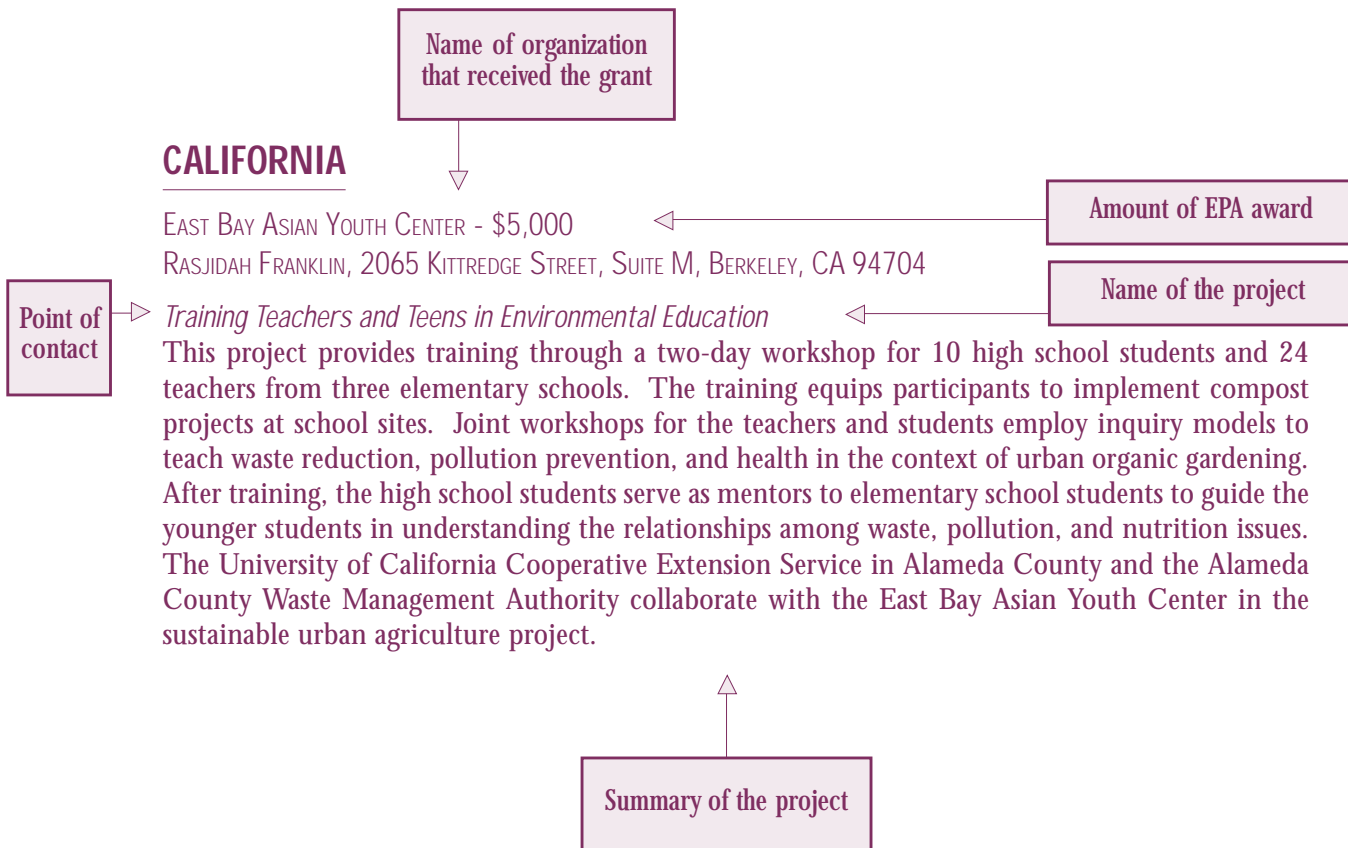 Name of organization
that received the grant
CALIFORNIA
EAST BAY ASIAN YOUTH CENTER - $5,000
Amount of EPA award
RASJIDAH FRANKLIN, 2065 KITTREDGE STREET, SUITE M, BERKELEY, CA 94704
Name of the project
Point of
contact
Training Teachers and Teens in Environmental Education
This project provides training through a two-day workshop for 10 high school students and 24
teachers from three elementary schools. The training equips participants to implement compost
projects at school sites. Joint workshops for the teachers and students employ inquiry models to
teach waste reduction, pollution prevention, and health in the context of urban organic gardening.
After training, the high school students serve as mentors to elementary school students to guide the
younger students in understanding the relationships among waste, pollution, and nutrition issues.
The University of California Cooperative Extension Service in Alameda County and the Alameda
County Waste Management Authority collaborate with the East Bay Asian Youth Center in the
sustainable urban agriculture project.
Summary of the project